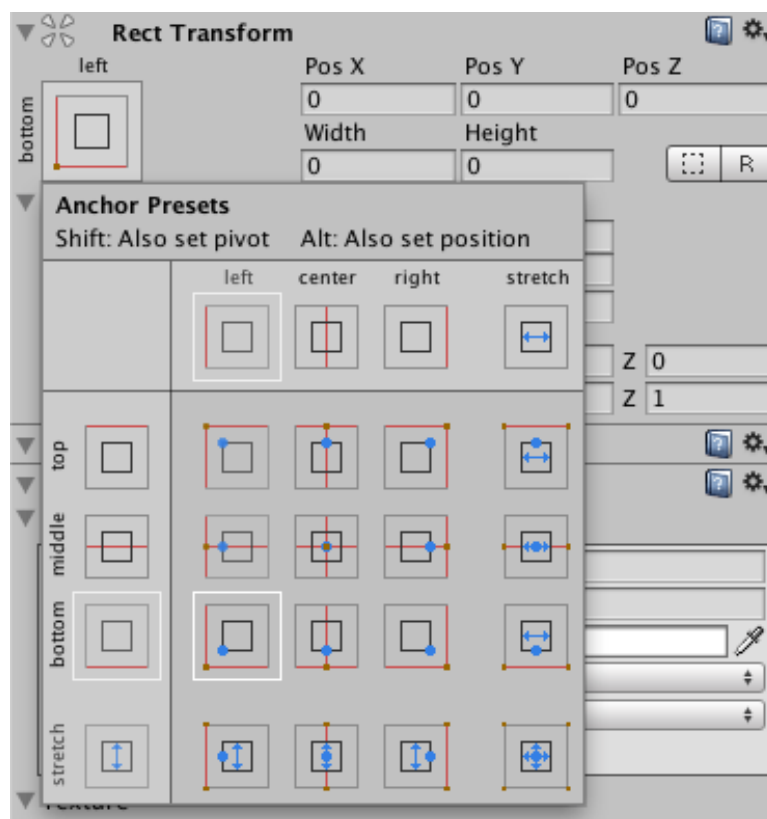 Rect Transform
left
Pos X Pos Y Pos Z
bottom
0 0 0
Width Height
0 0
R
Anchor Presets
Shift: Also set pivot Alt: Also set position
left center right stretch
Z 0
Z 1
top
middle
bottom
stretch